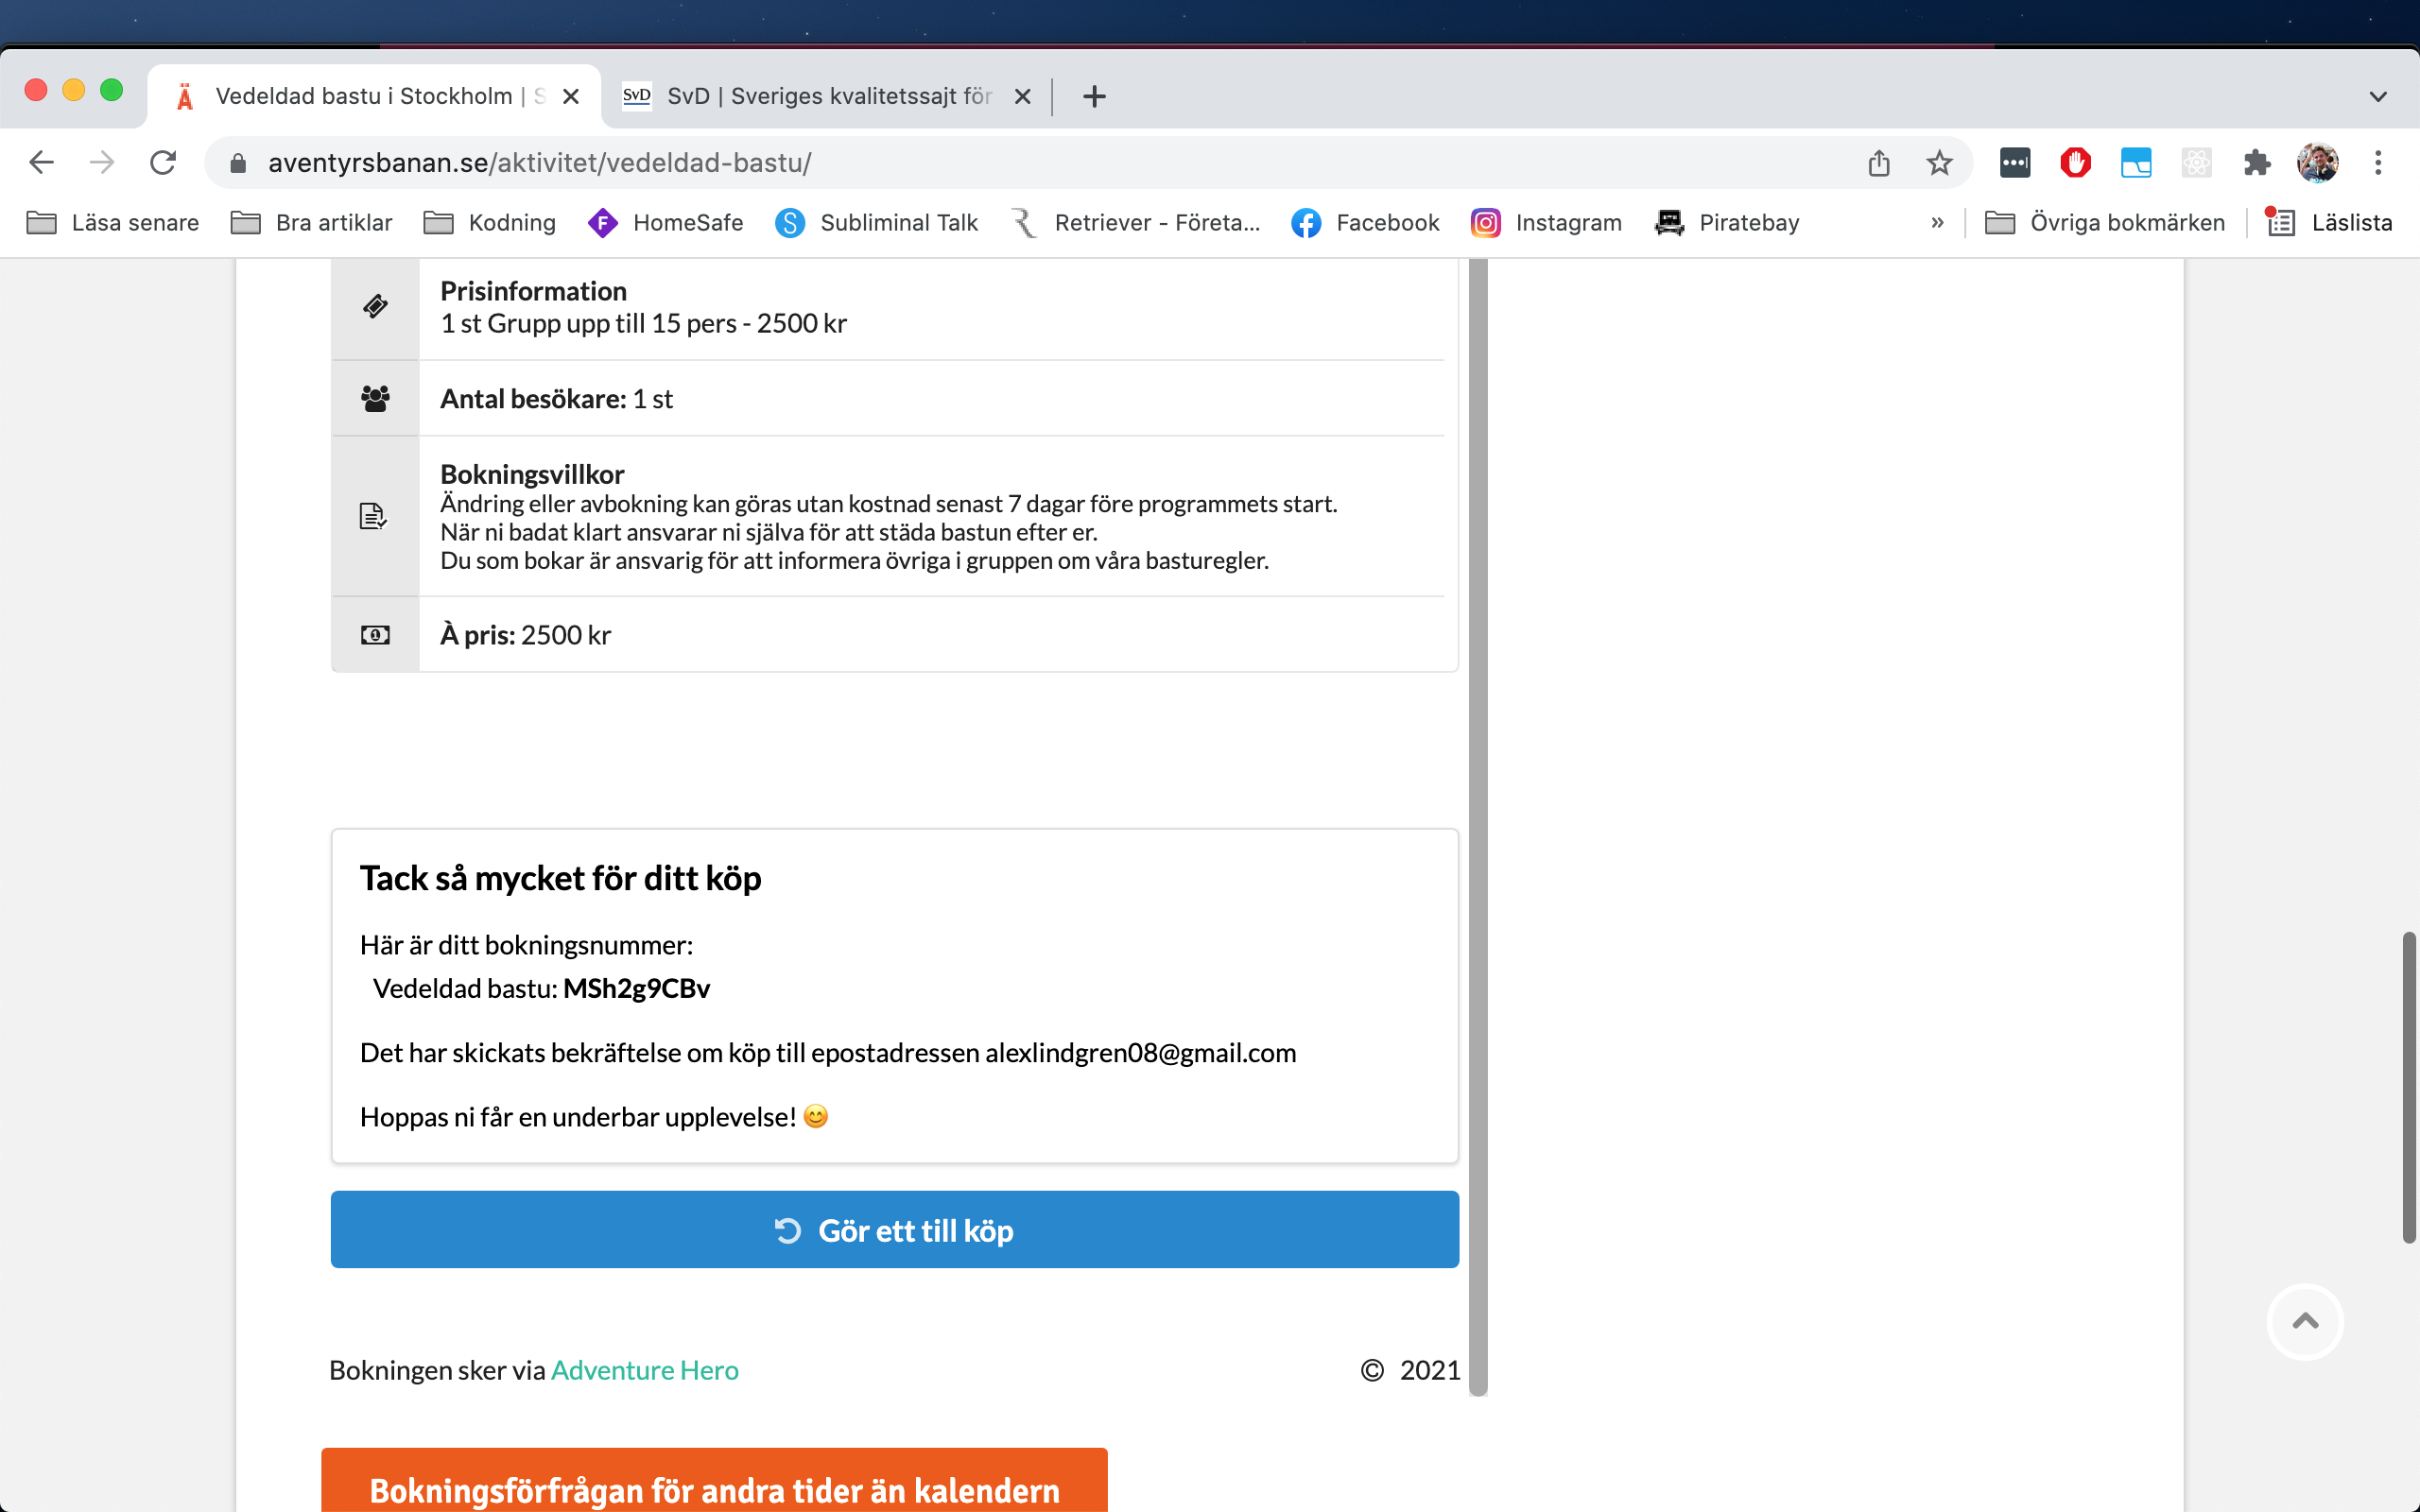 Vedeldad bastu i Stockholm | S
SvD
SvD | Sveriges kvalitetssajt för
aventyrsbanan.se/aktivitet/vedeldad-bastu/
Läsa senare
Bra artiklar
Kodning
HomeSafe
Subliminal Talk
Retriever - Företa...
Facebook
Instagram
Piratebay
»
Övriga bokmärken
Läslista
Prisinformation
1 st Grupp upp till 15 pers - 2500 kr
Antal besökare: 1 st
Bokningsvillkor
Ändring eller avbokning kan göras utan kostnad senast 7 dagar före programmets start.
När ni badat klart ansvarar ni själva för att städa bastun efter er.
Du som bokar är ansvarig för att informera övriga i gruppen om våra basturegler.
À pris: 2500 kr
Tack så mycket för ditt köp
Här är ditt bokningsnummer:
Vedeldad bastu: MSh2g9CBv
Det har skickats bekräftelse om köp till epostadressen alexlindgren08@gmail.com
Hoppas ni får en underbar upplevelse! 😊
Gör ett till köp
Bokningen sker via Adventure Hero
© 2021
Bokningsförfrågan för andra tider än kalendern